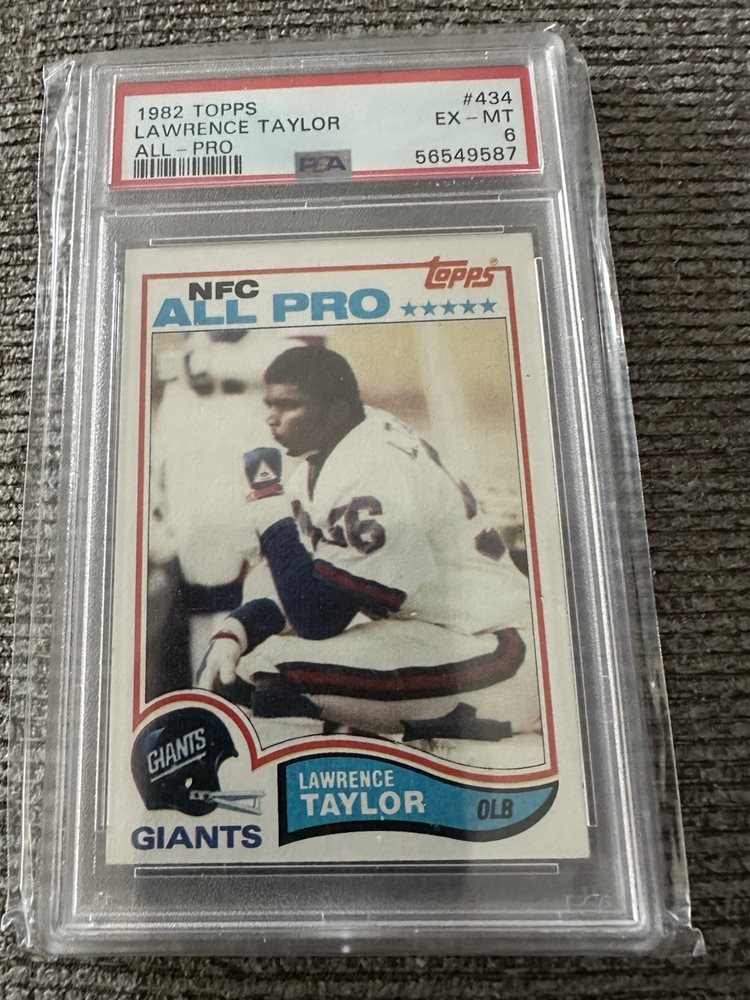 1982 TOPPS #434
LAWRENCE TAYLOR EX - MT
ALL - PRO 6
PSA 56549587
topps
NFC
ALL PRO
56
GIANTS
LAWRENCE
TAYLOR
OLB
GIANTS